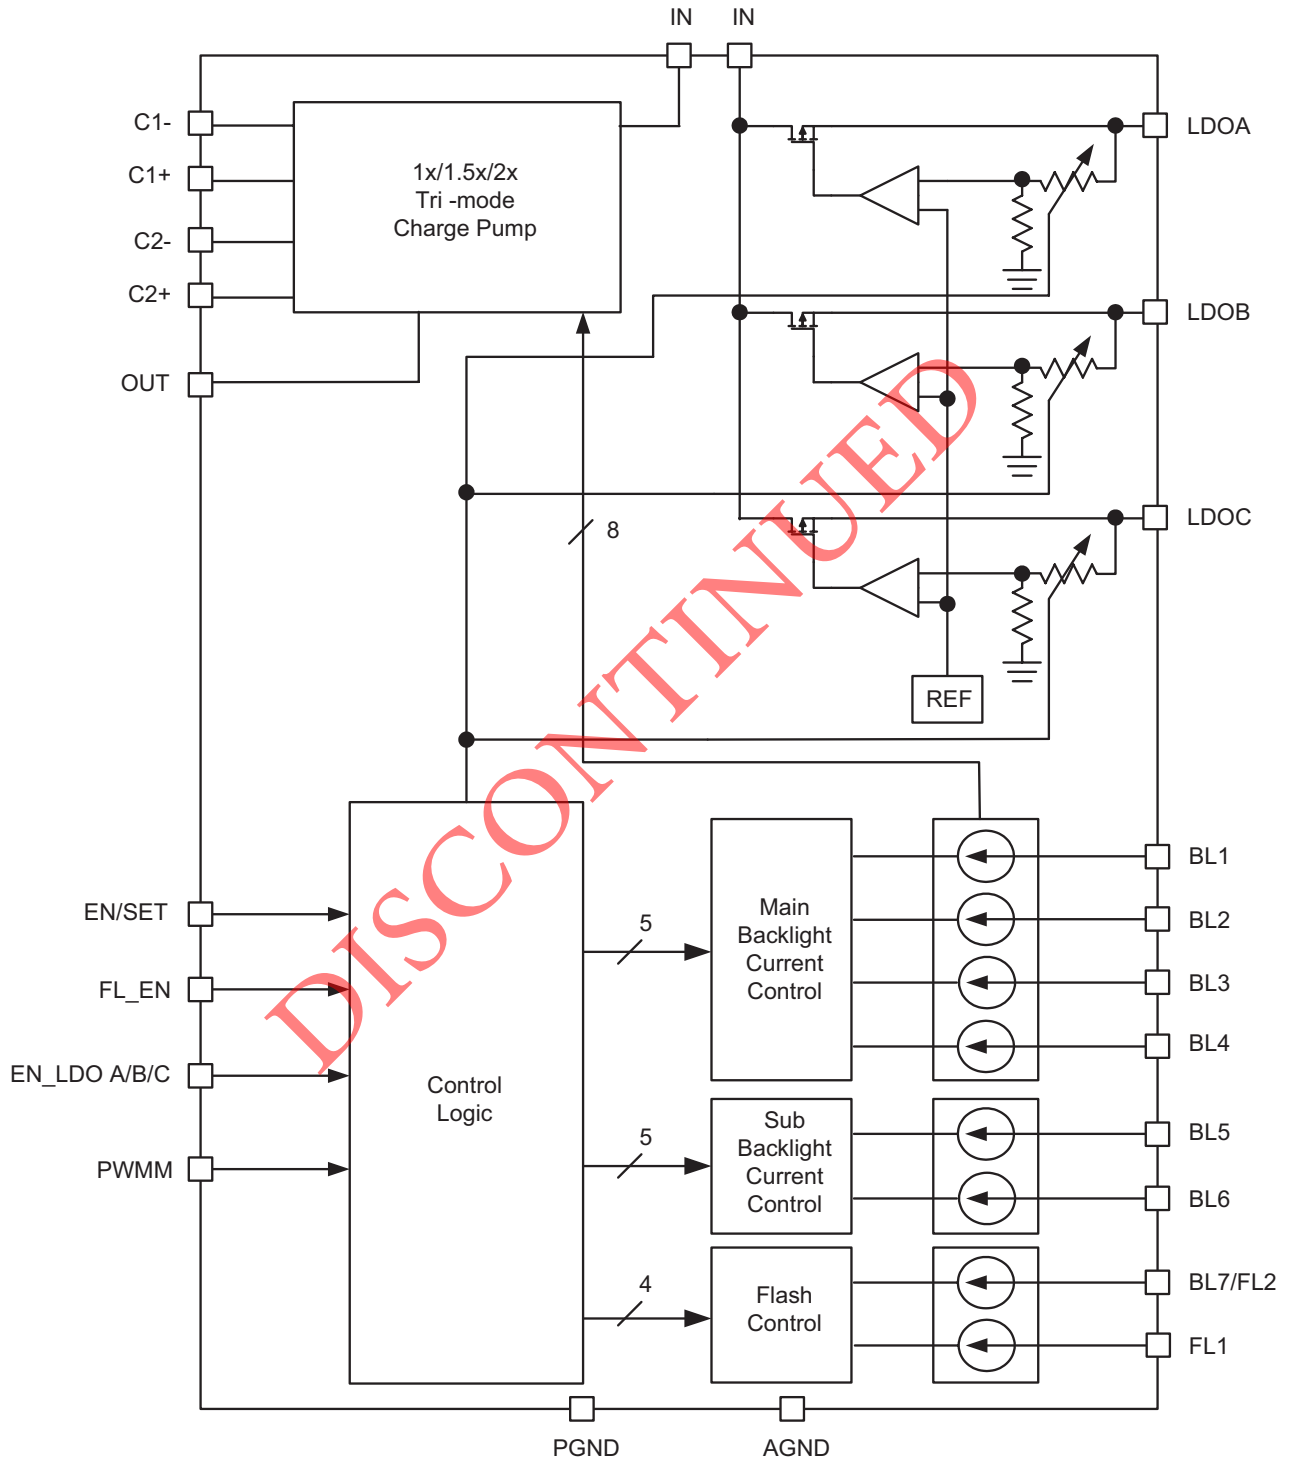 IN
IN
C1-
C1+
C2-
C2+
OUT
1x/1.5x/2x
Tri -mode
Charge Pump
LDOA
LDOB
LDOC
8
REF
DISCONTINUED
EN/SET
FL_EN
EN_LDO A/B/C
PWMM
Control
Logic
5
5
4
Main
Backlight
Current
Control
Sub
Backlight
Current
Control
Flash
Control
BL1
BL2
BL3
BL4
BL5
BL6
BL7/FL2
FL1
PGND
AGND